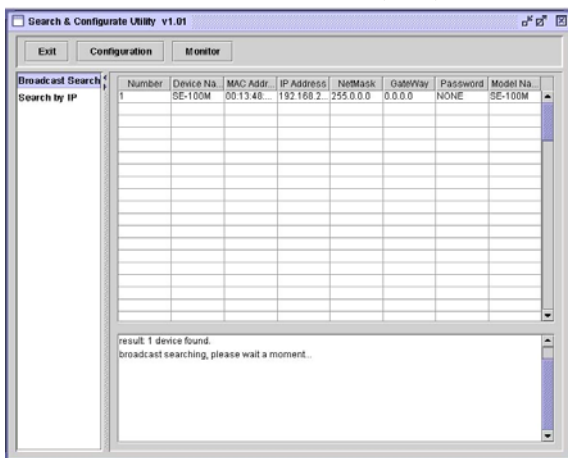 Search & Configurate Utility v1.01
Exit Configuration Monitor
Broadcast Search
Search by IP
Number Device Na... MAC Addr... IP Address NetMask GateWay Password Model Na...
1 SE-100M 00:13:48:... 192.168.2... 255.0.0.0 0.0.0.0 NONE SE-100M
result: 1 device found.
broadcast searching, please wait a moment...